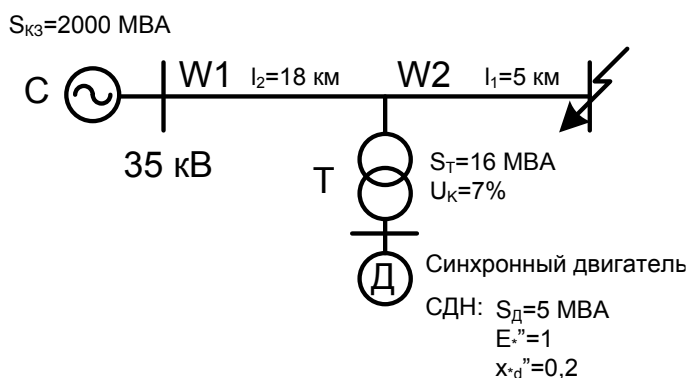 Sкз=2000 МВА
С
W1
l₂=18 км
W2
l₁=5 км
35 кВ
Т
Sт=16 МВА
Uк=7%
Д
Синхронный двигатель
СДН: Sд=5 МВА
E*”=1
x*d”=0,2